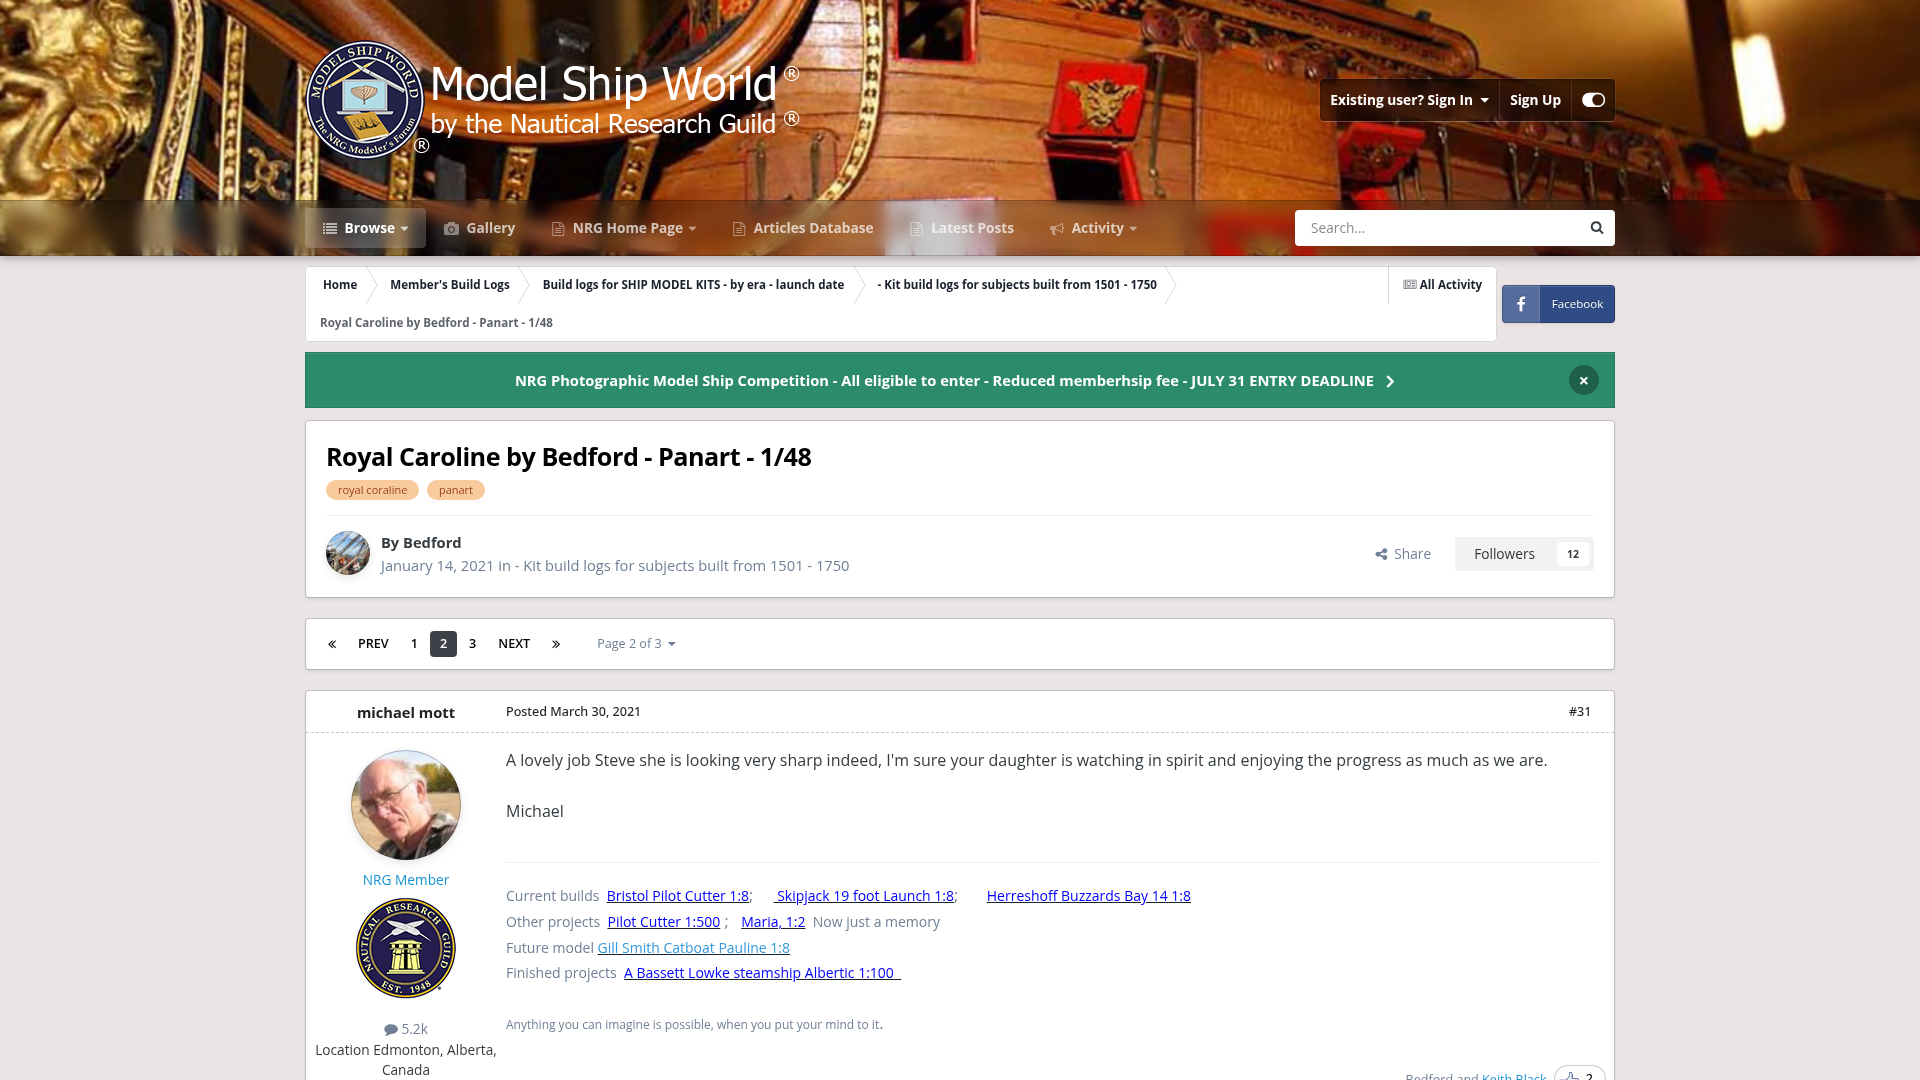 Model Ship World ®
by the Nautical Research Guild ®
MODEL SHIP WORLD
The NRG Modeler's Forum
®
Existing user? Sign In
Sign Up
Browse
Gallery
NRG Home Page
Articles Database
Latest Posts
Activity
Search...
Home
Member's Build Logs
Build logs for SHIP MODEL KITS - by era - launch date
- Kit build logs for subjects built from 1501 - 1750
All Activity
Facebook
Royal Caroline by Bedford - Panart - 1/48
NRG Photographic Model Ship Competition - All eligible to enter - Reduced memberhsip fee - JULY 31 ENTRY DEADLINE
×
Royal Caroline by Bedford - Panart - 1/48
royal coraline
panart
By Bedford
January 14, 2021 in - Kit build logs for subjects built from 1501 - 1750
Share
Followers
12
«
PREV
1
2
3
NEXT
»
Page 2 of 3
michael mott
Posted March 30, 2021
#31
A lovely job Steve she is looking very sharp indeed, I'm sure your daughter is watching in spirit and enjoying the progress as much as we are.
Michael
NRG Member
NAUTICAL RESEARCH GUILD
EST. 1948
5.2k
Location Edmonton, Alberta,
Canada
Current builds Bristol Pilot Cutter 1:8; Skipjack 19 foot Launch 1:8; Herreshoff Buzzards Bay 14 1:8
Other projects Pilot Cutter 1:500 ; Maria, 1:2 Now just a memory
Future model Gill Smith Catboat Pauline 1:8
Finished projects A Bassett Lowke steamship Albertic 1:100
Anything you can imagine is possible, when you put your mind to it.
Bedford and Keith Black
2